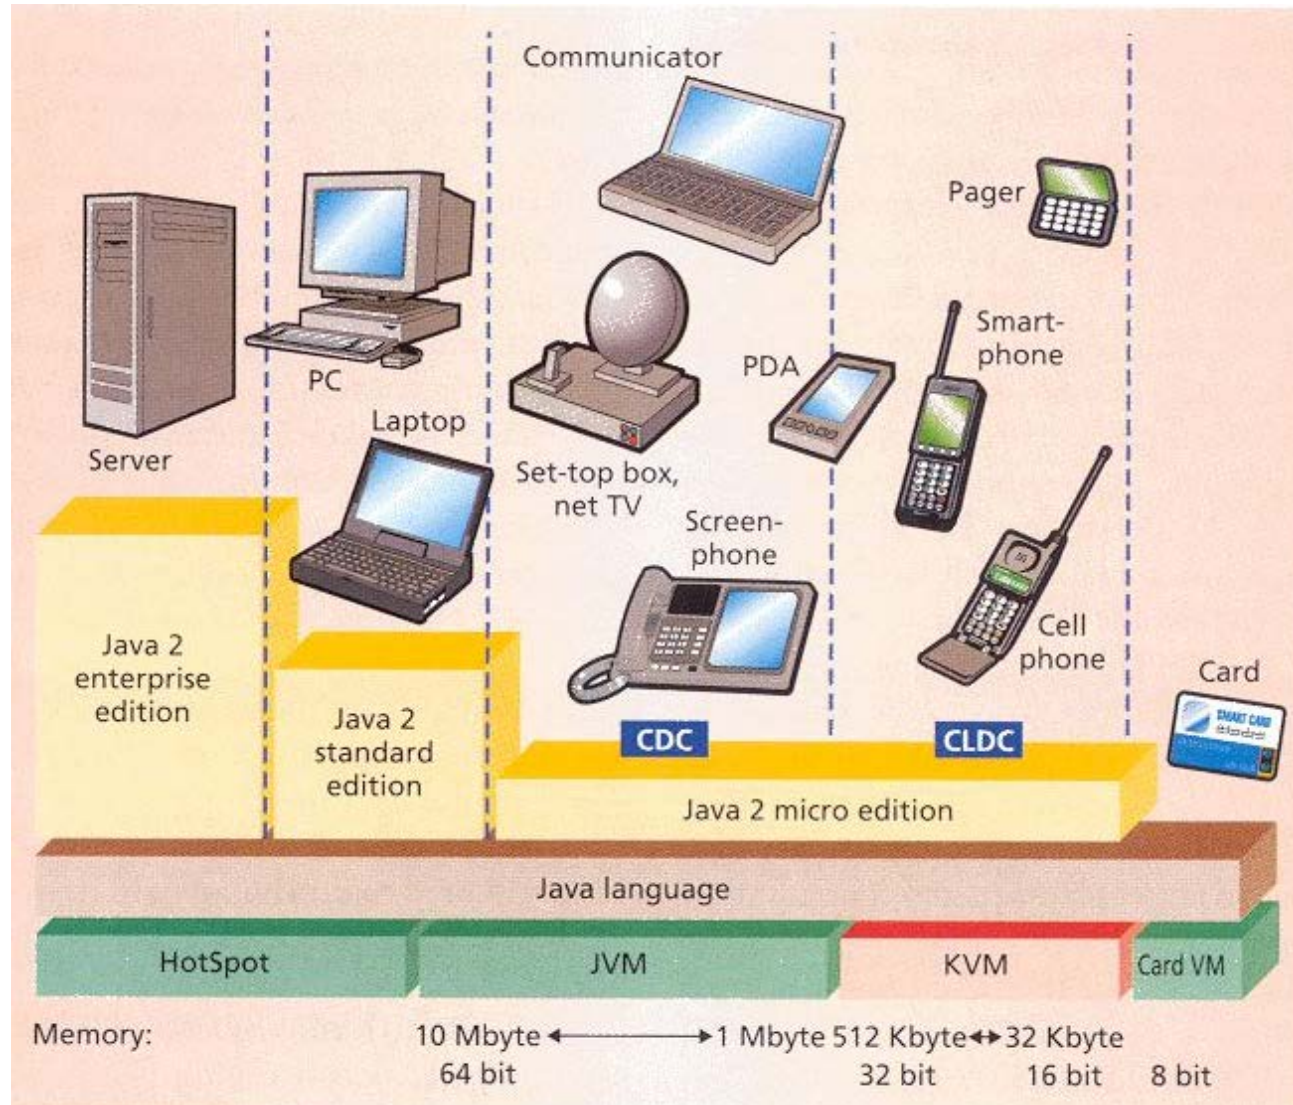 Communicator
Pager
Smart-
phone
PDA
PC
Laptop
Server
Set-top box,
net TV
Screen-
phone
Cell
phone
Card
SMART CARD
Java 2
enterprise
edition
Java 2
standard
edition
CDC
CLDC
Java 2 micro edition
Java language
HotSpot
JVM
KVM
Card VM
Memory:
10 Mbyte
1 Mbyte
512 Kbyte
32 Kbyte
64 bit
32 bit
16 bit
8 bit